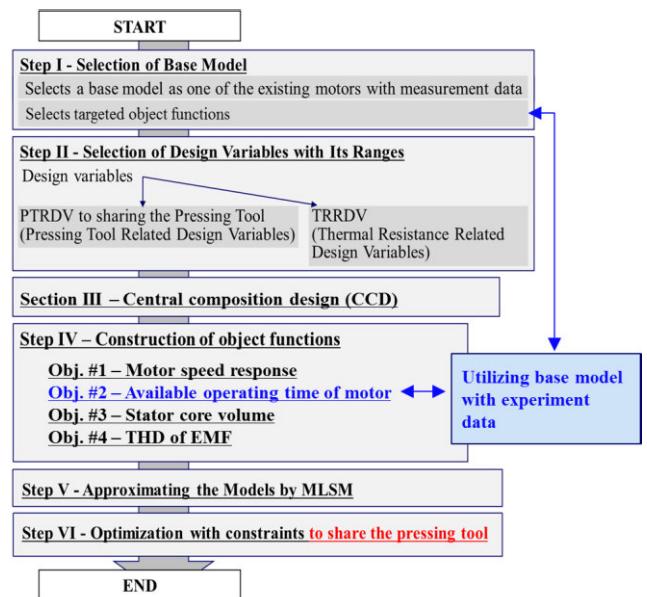 START
Step I - Selection of Base Model
Selects a base model as one of the existing motors with measurement data
Selects targeted object functions
Step II - Selection of Design Variables with Its Ranges
Design variables
PTRDV to sharing the Pressing Tool
(Pressing Tool Related Design Variables)
TRRDV
(Thermal Resistance Related
Design Variables)
Section III – Central composition design (CCD)
Step IV – Construction of object functions
Obj. #1 – Motor speed response
Obj. #2 – Available operating time of motor
Obj. #3 – Stator core volume
Obj. #4 – THD of EMF
Utilizing base model
with experiment
data
Step V - Approximating the Models by MLSM
Step VI - Optimization with constraints to share the pressing tool
END